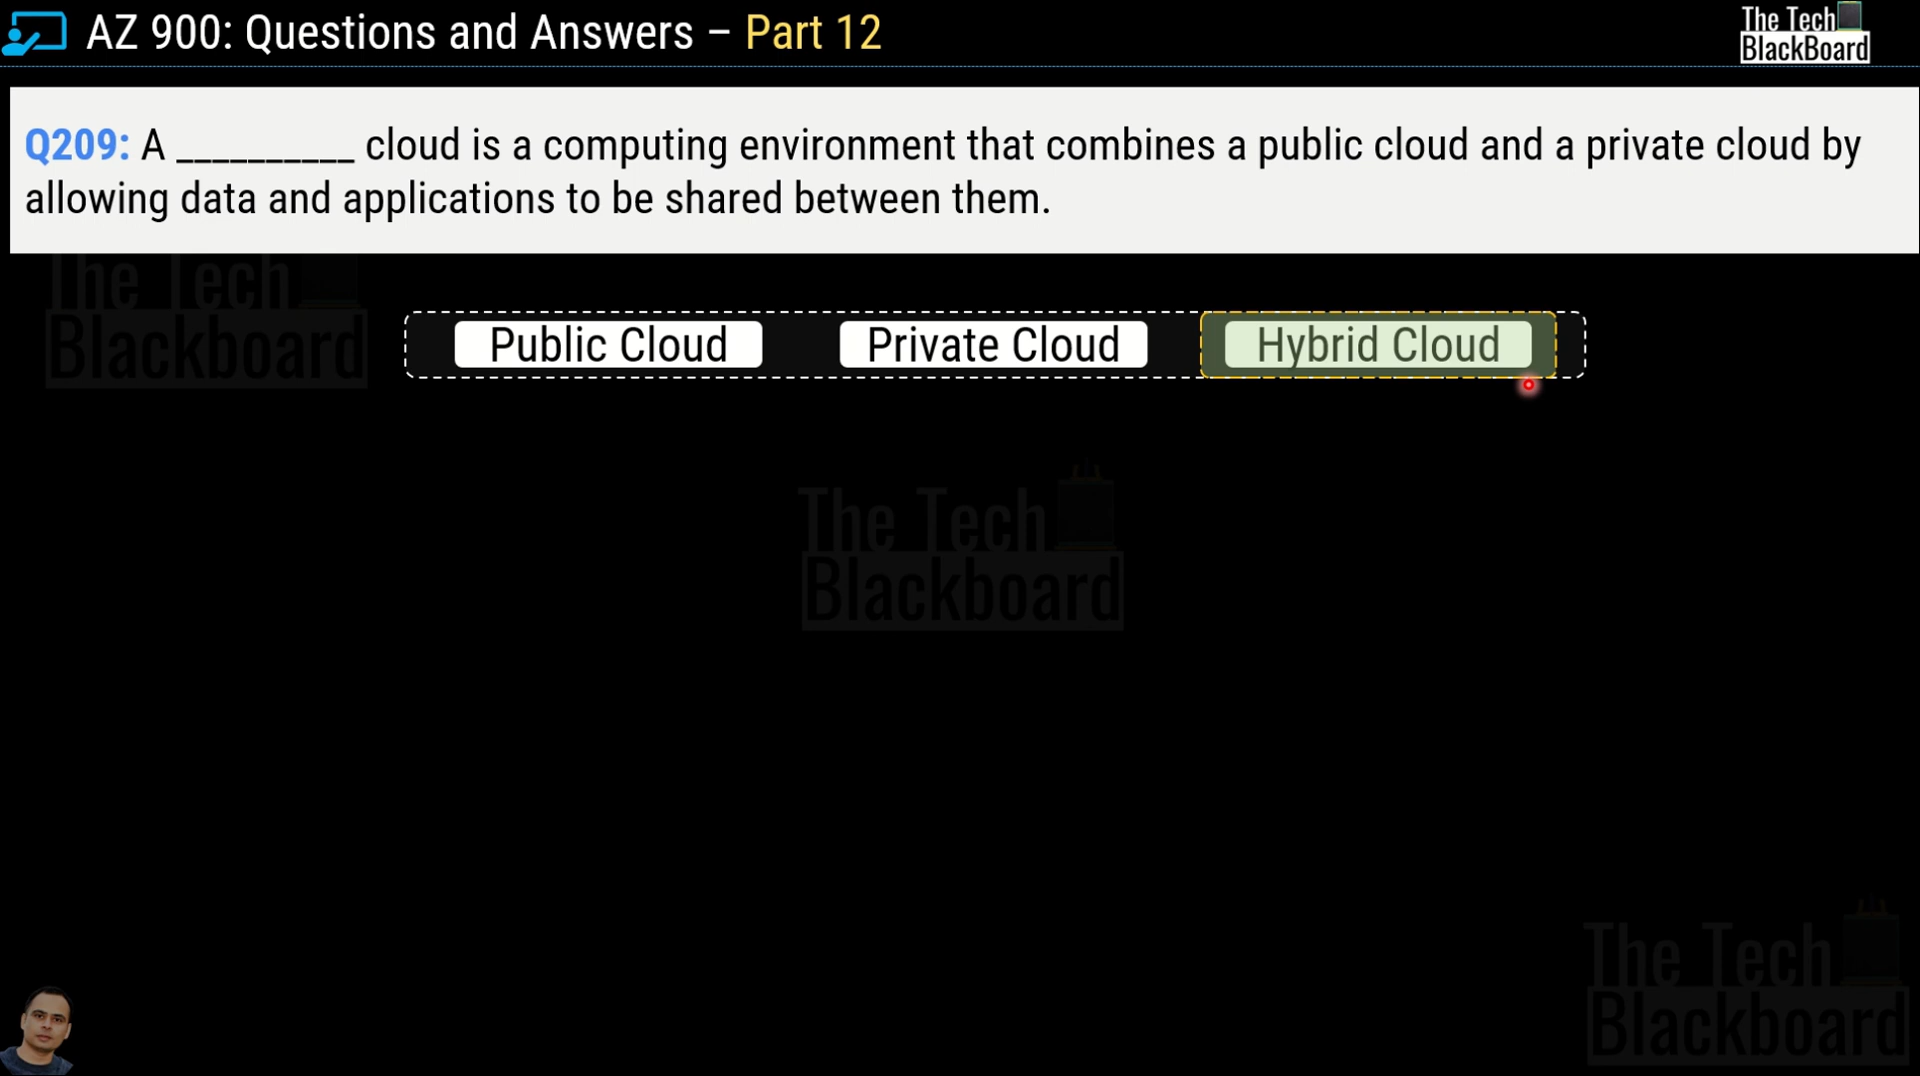 AZ 900: Questions and Answers – Part 12
The Tech
BlackBoard
Q209: A __________ cloud is a computing environment that combines a public cloud and a private cloud by
allowing data and applications to be shared between them.
The Tech
Blackboard
Public Cloud
Private Cloud
Hybrid Cloud
The Tech
Blackboard
The Tech
Blackboard